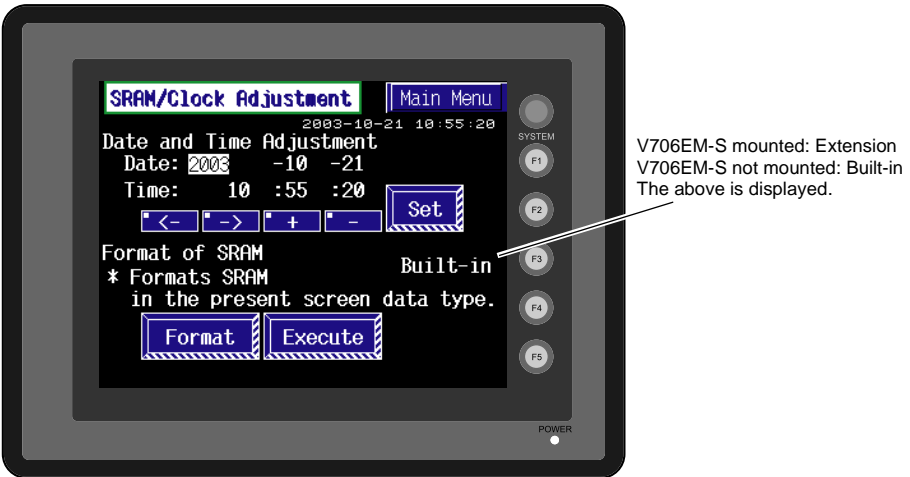 SRAM/Clock Adjustment
Main Menu
2003-10-21 10:55:20
SYSTEM
Date and Time Adjustment
Date: 2003 -10 -21
F1
Time: 10 :55 :20
<- -> + -
Set
F2
Format of SRAM
Built-in
F3
* Formats SRAM
in the present screen data type.
F4
Format Execute
F5
POWER
V706EM-S mounted: Extension
V706EM-S not mounted: Built-in
The above is displayed.